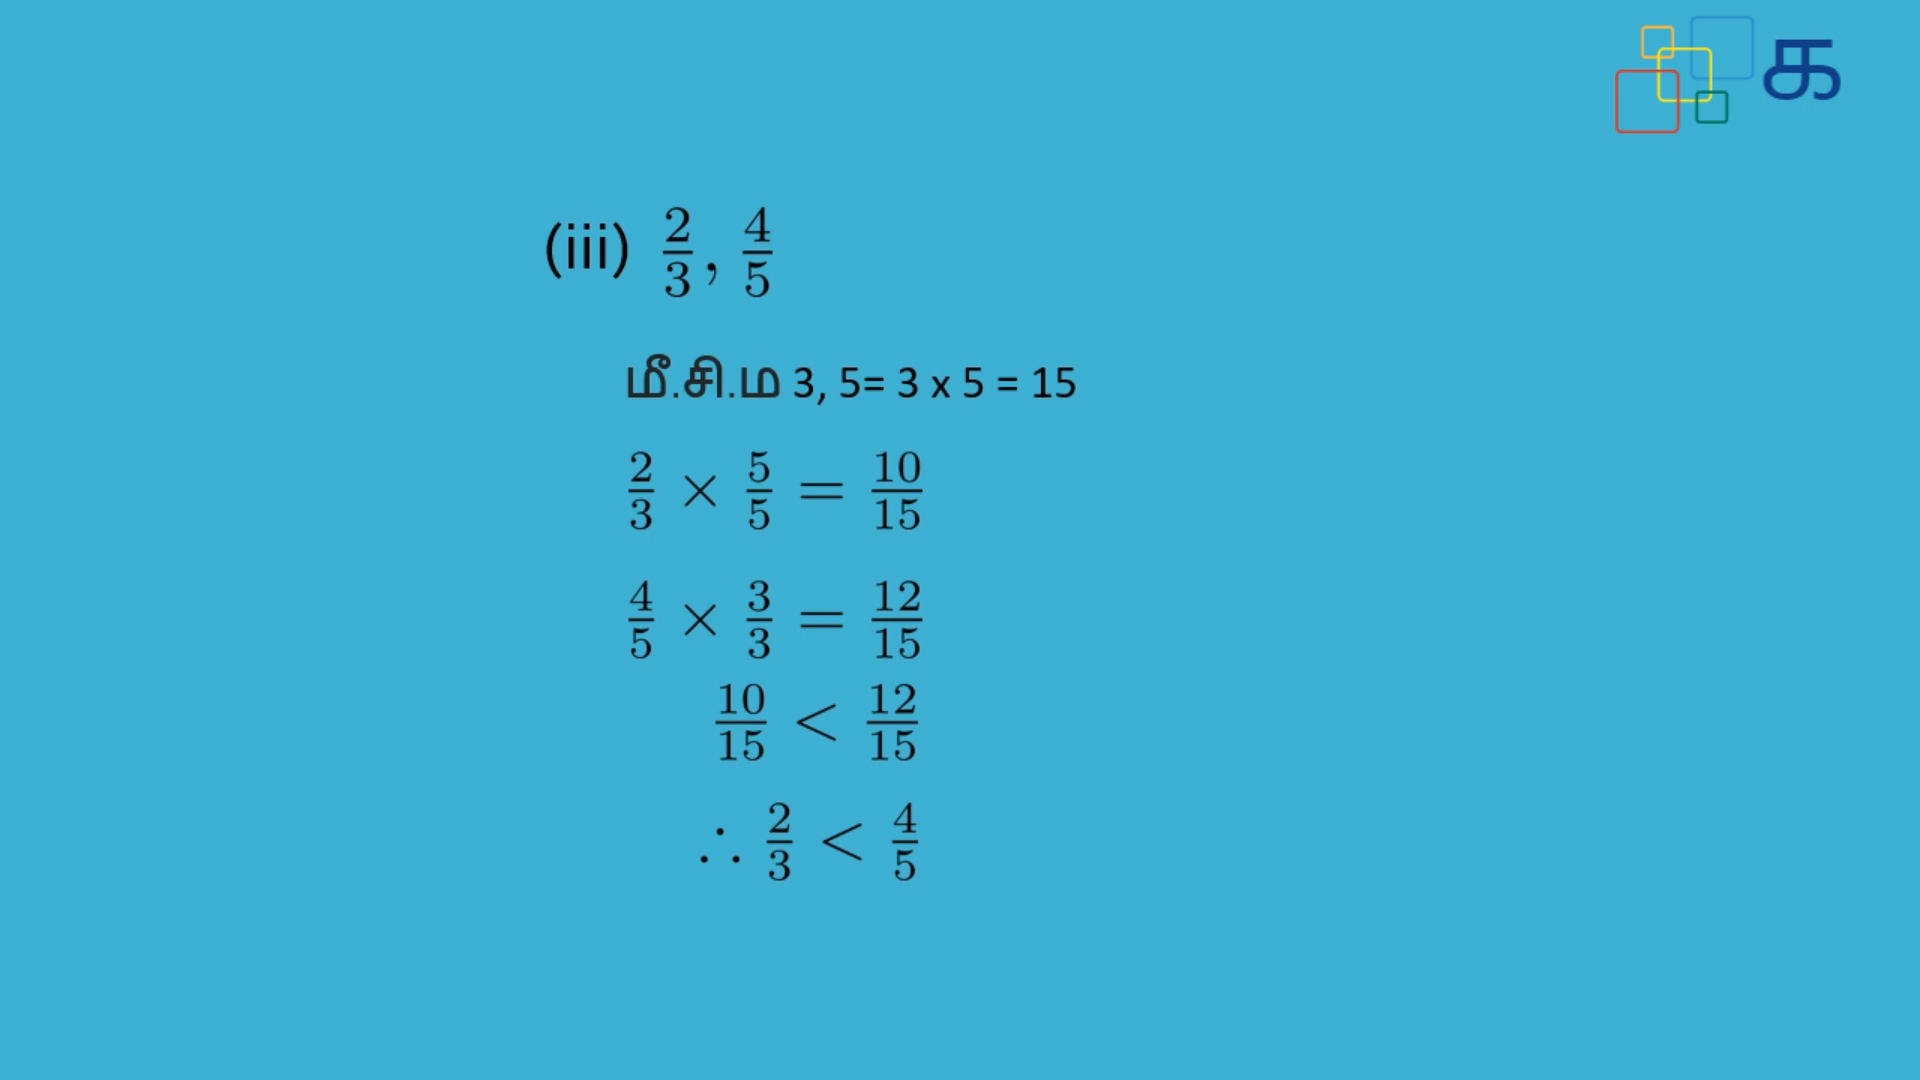 க
(iii) 2/3, 4/5
மீ.சி.ம 3, 5= 3 x 5 = 15
2/3 × 5/5 = 10/15
4/5 × 3/3 = 12/15
10/15 < 12/15
∴ 2/3 < 4/5